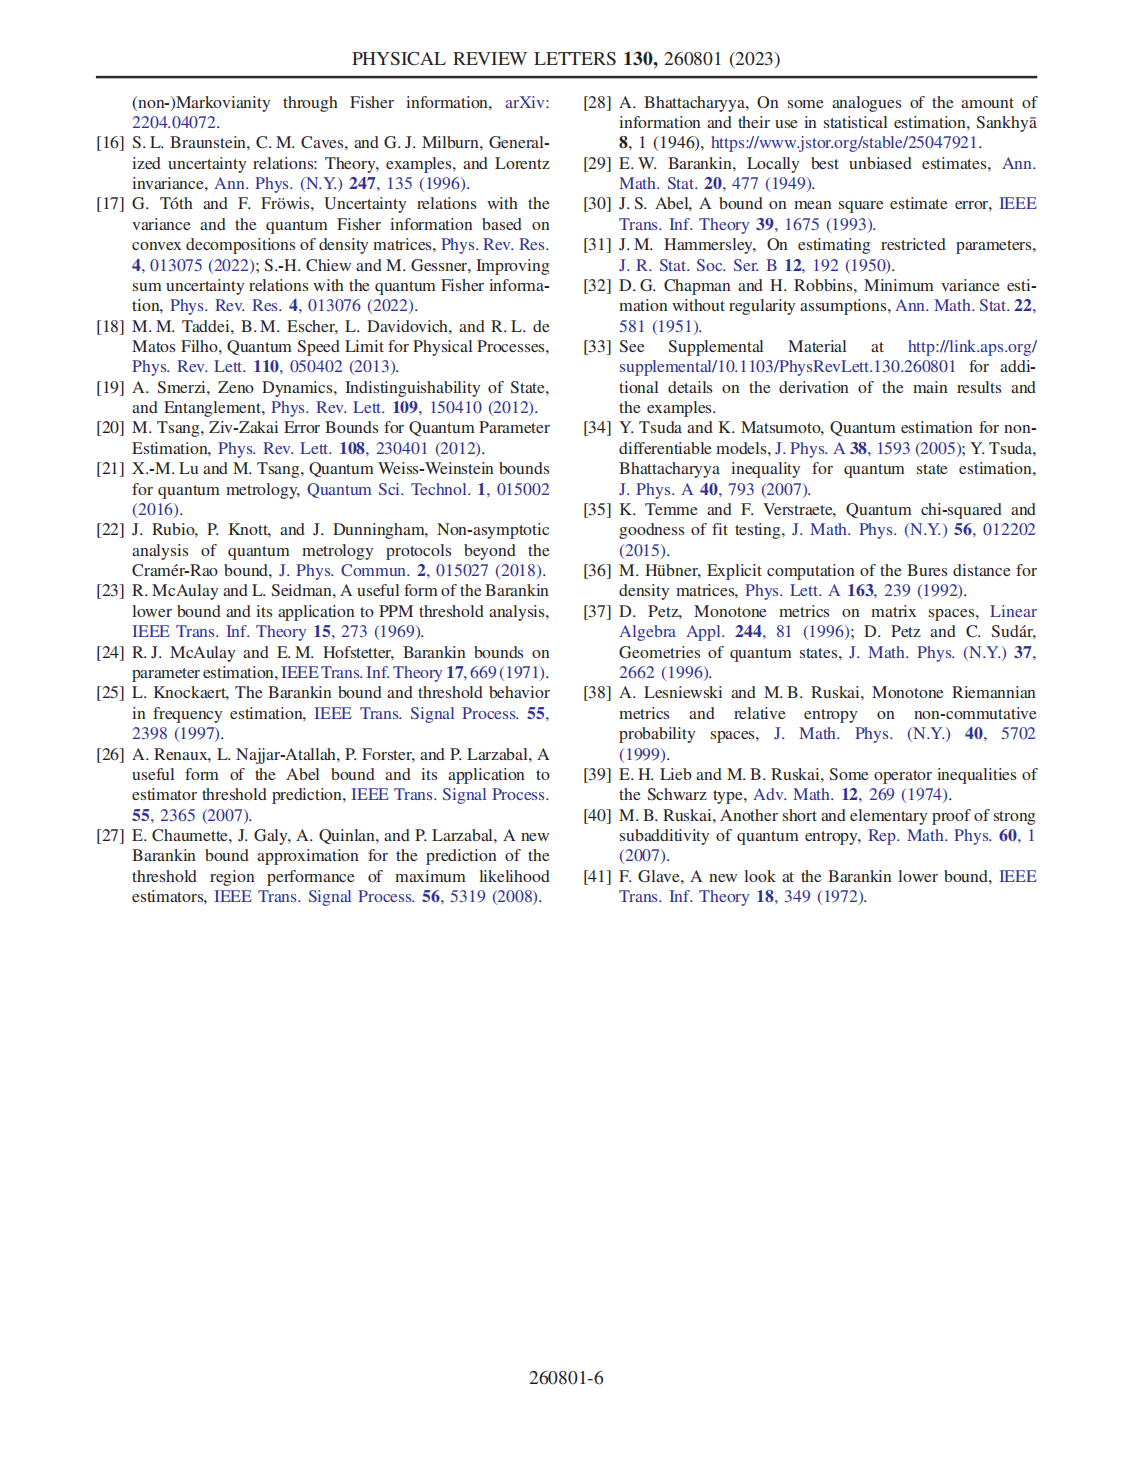 PHYSICAL REVIEW LETTERS 130, 260801 (2023)
(non-)Markovianity through Fisher information, arXiv:
2204.04072.
[16] S. L. Braunstein, C. M. Caves, and G. J. Milburn, General-
ized uncertainty relations: Theory, examples, and Lorentz
invariance, Ann. Phys. (N.Y.) 247, 135 (1996).
[17] G. Tóth and F. Fröwis, Uncertainty relations with the
variance and the quantum Fisher information based on
convex decompositions of density matrices, Phys. Rev. Res.
4, 013075 (2022); S.-H. Chiew and M. Gessner, Improving
sum uncertainty relations with the quantum Fisher informa-
tion, Phys. Rev. Res. 4, 013076 (2022).
[18] M. M. Taddei, B. M. Escher, L. Davidovich, and R. L. de
Matos Filho, Quantum Speed Limit for Physical Processes,
Phys. Rev. Lett. 110, 050402 (2013).
[19] A. Smerzi, Zeno Dynamics, Indistinguishability of State,
and Entanglement, Phys. Rev. Lett. 109, 150410 (2012).
[20] M. Tsang, Ziv-Zakai Error Bounds for Quantum Parameter
Estimation, Phys. Rev. Lett. 108, 230401 (2012).
[21] X.-M. Lu and M. Tsang, Quantum Weiss-Weinstein bounds
for quantum metrology, Quantum Sci. Technol. 1, 015002
(2016).
[22] J. Rubio, P. Knott, and J. Dunningham, Non-asymptotic
analysis of quantum metrology protocols beyond the
Cramér-Rao bound, J. Phys. Commun. 2, 015027 (2018).
[23] R. McAulay and L. Seidman, A useful form of the Barankin
lower bound and its application to PPM threshold analysis,
IEEE Trans. Inf. Theory 15, 273 (1969).
[24] R. J. McAulay and E. M. Hofstetter, Barankin bounds on
parameter estimation, IEEE Trans. Inf. Theory 17, 669 (1971).
[25] L. Knockaert, The Barankin bound and threshold behavior
in frequency estimation, IEEE Trans. Signal Process. 55,
2398 (1997).
[26] A. Renaux, L. Najjar-Atallah, P. Forster, and P. Larzabal, A
useful form of the Abel bound and its application to
estimator threshold prediction, IEEE Trans. Signal Process.
55, 2365 (2007).
[27] E. Chaumette, J. Galy, A. Quinlan, and P. Larzabal, A new
Barankin bound approximation for the prediction of the
threshold region performance of maximum likelihood
estimators, IEEE Trans. Signal Process. 56, 5319 (2008).
[28] A. Bhattacharyya, On some analogues of the amount of
information and their use in statistical estimation, Sankhyā
8, 1 (1946), https://www.jstor.org/stable/25047921.
[29] E. W. Barankin, Locally best unbiased estimates, Ann.
Math. Stat. 20, 477 (1949).
[30] J. S. Abel, A bound on mean square estimate error, IEEE
Trans. Inf. Theory 39, 1675 (1993).
[31] J. M. Hammersley, On estimating restricted parameters,
J. R. Stat. Soc. Ser. B 12, 192 (1950).
[32] D. G. Chapman and H. Robbins, Minimum variance esti-
mation without regularity assumptions, Ann. Math. Stat. 22,
581 (1951).
[33] See Supplemental Material at http://link.aps.org/
supplemental/10.1103/PhysRevLett.130.260801 for addi-
tional details on the derivation of the main results and
the examples.
[34] Y. Tsuda and K. Matsumoto, Quantum estimation for non-
differentiable models, J. Phys. A 38, 1593 (2005); Y. Tsuda,
Bhattacharyya inequality for quantum state estimation,
J. Phys. A 40, 793 (2007).
[35] K. Temme and F. Verstraete, Quantum chi-squared and
goodness of fit testing, J. Math. Phys. (N.Y.) 56, 012202
(2015).
[36] M. Hübner, Explicit computation of the Bures distance for
density matrices, Phys. Lett. A 163, 239 (1992).
[37] D. Petz, Monotone metrics on matrix spaces, Linear
Algebra Appl. 244, 81 (1996); D. Petz and C. Sudár,
Geometries of quantum states, J. Math. Phys. (N.Y.) 37,
2662 (1996).
[38] A. Lesniewski and M. B. Ruskai, Monotone Riemannian
metrics and relative entropy on non-commutative
probability spaces, J. Math. Phys. (N.Y.) 40, 5702
(1999).
[39] E. H. Lieb and M. B. Ruskai, Some operator inequalities of
the Schwarz type, Adv. Math. 12, 269 (1974).
[40] M. B. Ruskai, Another short and elementary proof of strong
subadditivity of quantum entropy, Rep. Math. Phys. 60, 1
(2007).
[41] F. Glave, A new look at the Barankin lower bound, IEEE
Trans. Inf. Theory 18, 349 (1972).
260801-6